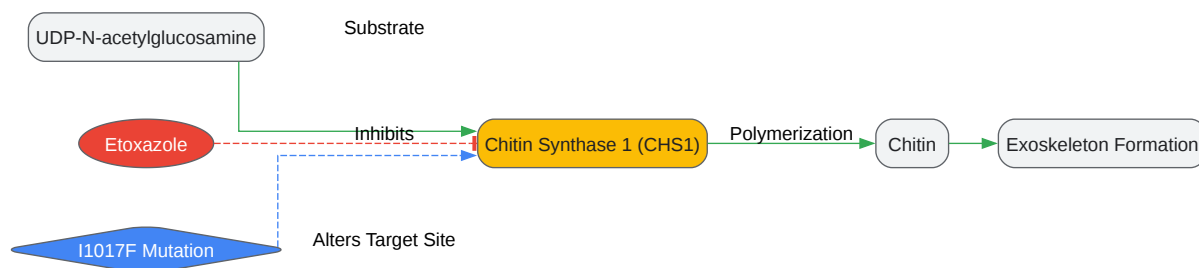 UDP-N-acetylglucosamine
Substrate
Etoxazole
Inhibits
Chitin Synthase 1 (CHS1)
Polymerization
Chitin
Exoskeleton Formation
I1017F Mutation
Alters Target Site